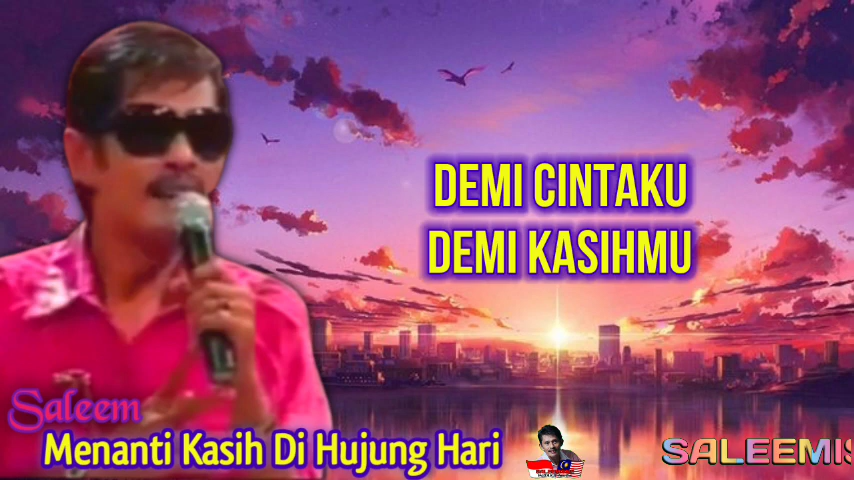 DEMI CINTAKU
DEMI KASIHMU
Saleem
Menanti Kasih Di Hujung Hari
SALEEMIS